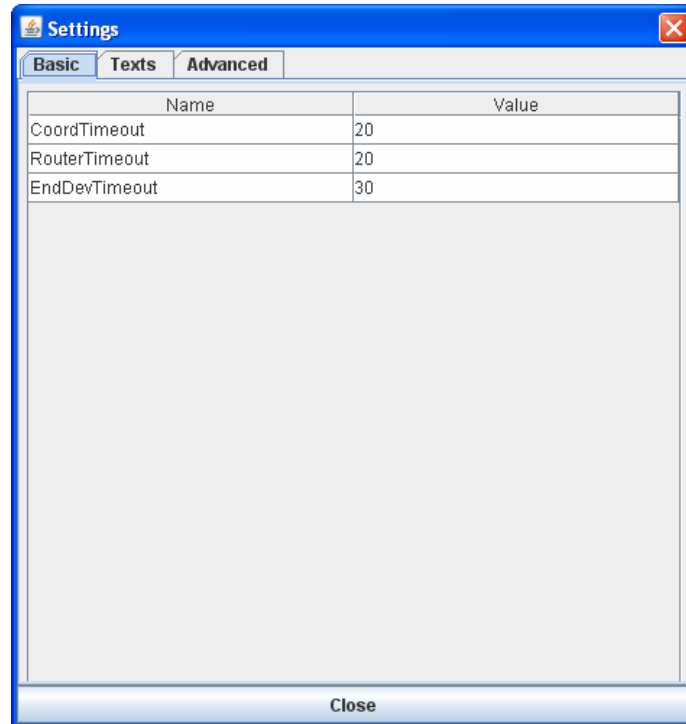 Settings
Basic Texts Advanced
Name Value
CoordTimeout 20
RouterTimeout 20
EndDevTimeout 30
Close